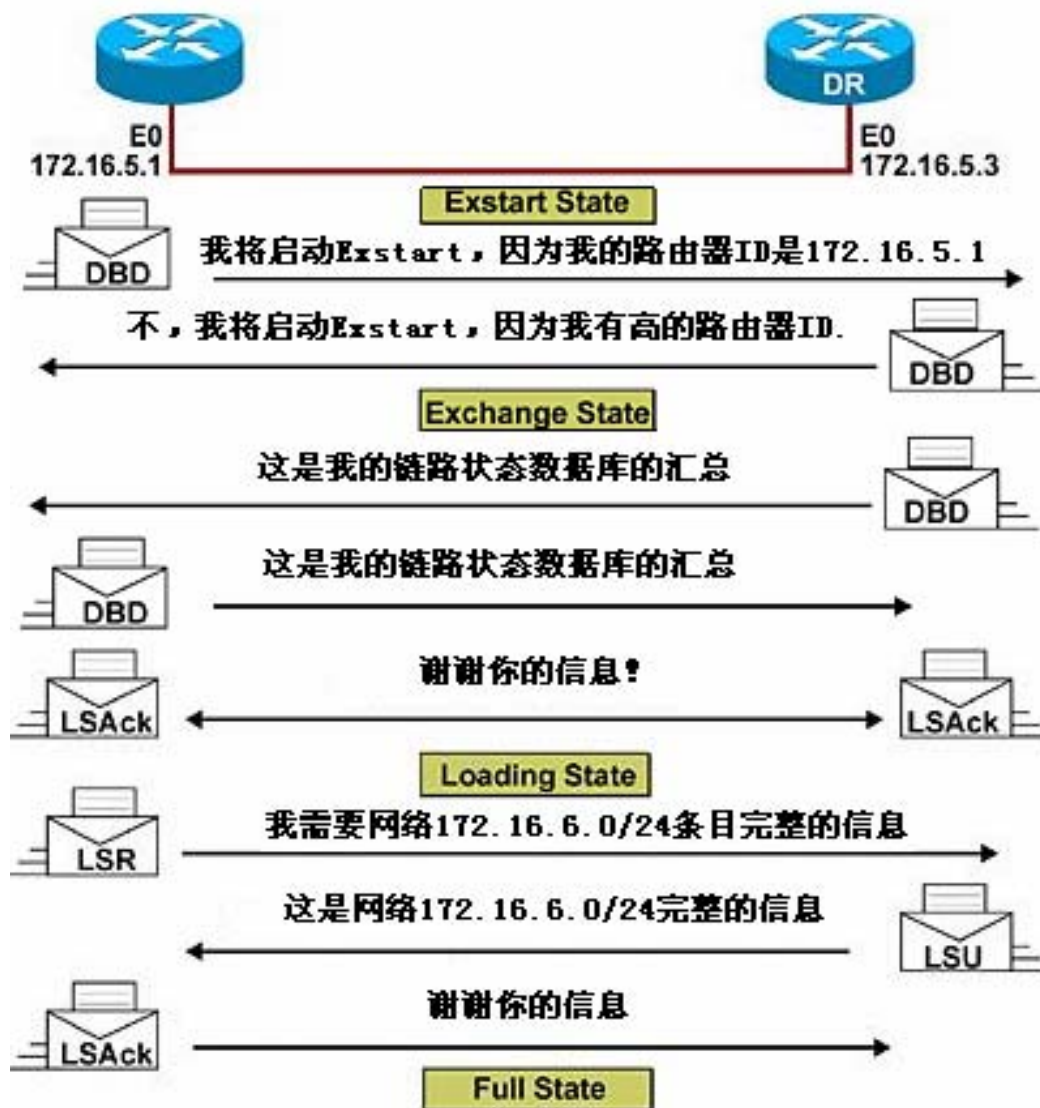 DR
E0
172.16.5.1
E0
172.16.5.3
Exstart State
DBD
我将启动Exstart，因为我的路由器ID是172.16.5.1
不，我将启动Exstart，因为我有高的路由器ID.
DBD
Exchange State
这是我的链路状态数据库的汇总
DBD
这是我的链路状态数据库的汇总
DBD
谢谢你的信息！
LSAck
LSAck
Loading State
我需要网络172.16.6.0/24条目完整的信息
LSR
这是网络172.16.6.0/24完整的信息
LSU
谢谢你的信息
LSAck
Full State